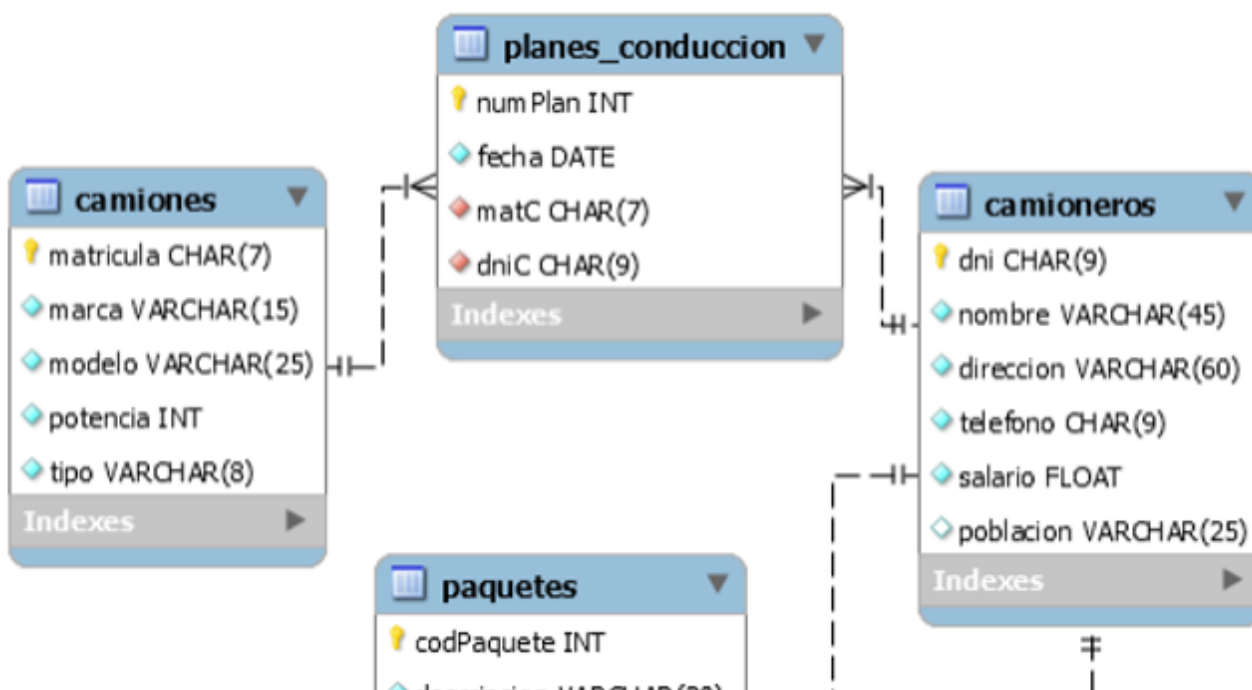 planes_conduccion
numPlan INT
fecha DATE
matC CHAR(7)
dniC CHAR(9)
Indexes
camiones
matricula CHAR(7)
marca VARCHAR(15)
modelo VARCHAR(25)
potencia INT
tipo VARCHAR(8)
Indexes
camioneros
dni CHAR(9)
nombre VARCHAR(45)
direccion VARCHAR(60)
telefono CHAR(9)
salario FLOAT
poblacion VARCHAR(25)
Indexes
paquetes
codPaquete INT